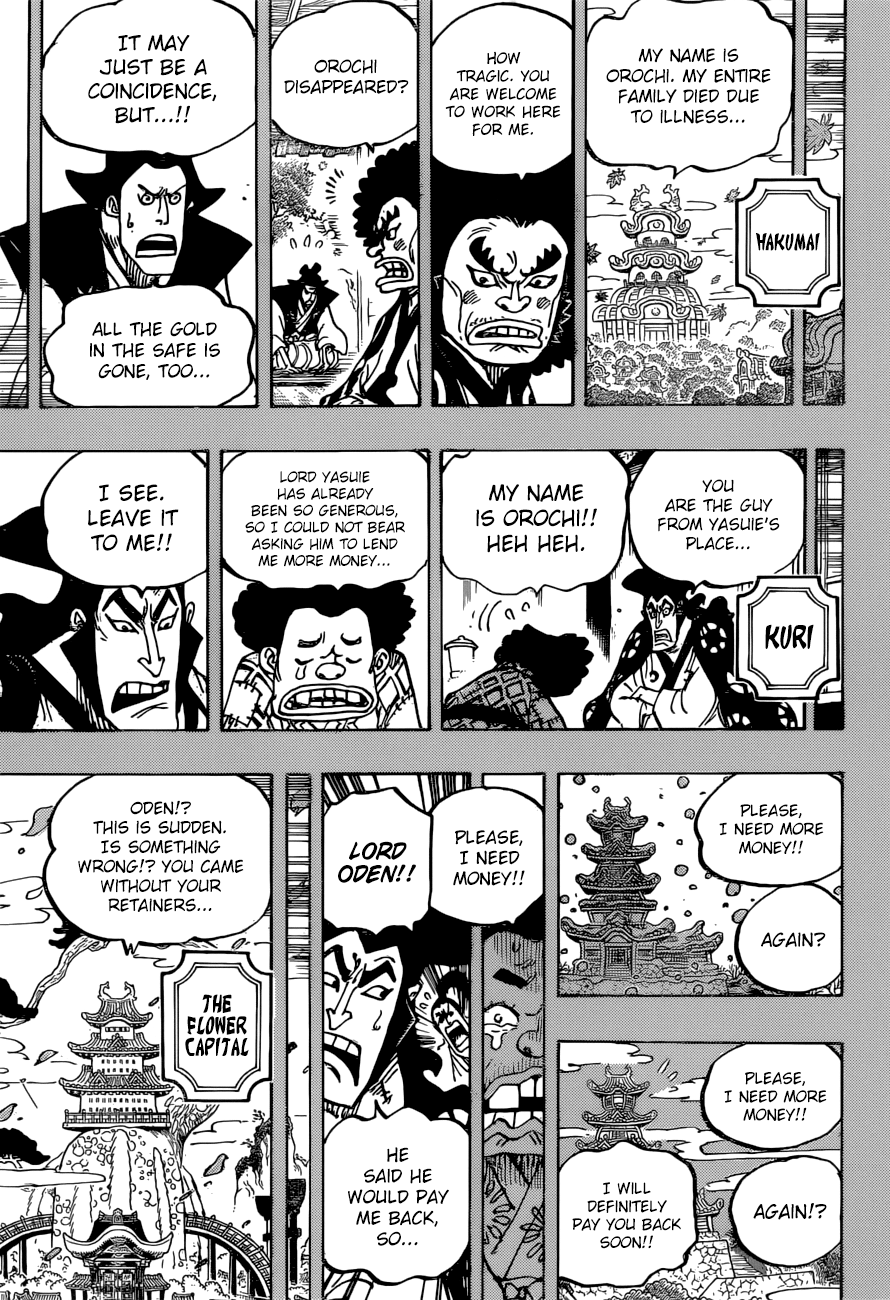 MY NAME IS
OROCHI. MY ENTIRE
FAMILY DIED DUE
TO ILLNESS...
HAKUMAI
HOW
TRAGIC. YOU
ARE WELCOME
TO WORK HERE
FOR ME.
OROCHI
DISAPPEARED?
IT MAY
JUST BE A
COINCIDENCE,
BUT...!!
ALL THE GOLD
IN THE SAFE IS
GONE, TOO...
YOU
ARE THE GUY
FROM YASUIE'S
PLACE...
KURI
MY NAME
IS OROCHI!!
HEH HEH.
LORD YASUIE
HAS ALREADY
BEEN SO GENEROUS,
SO I COULD NOT BEAR
ASKING HIM TO LEND
ME MORE MONEY...
I SEE.
LEAVE IT
TO ME!!
PLEASE,
I NEED MORE
MONEY!!
AGAIN?
PLEASE,
I NEED MORE
MONEY!!
AGAIN!?
I WILL
DEFINITELY
PAY YOU BACK
SOON!!
PLEASE,
I NEED
MONEY!!
LORD
ODEN!!
HE
SAID HE
WOULD PAY
ME BACK,
SO...
ODEN!?
THIS IS SUDDEN.
IS SOMETHING
WRONG!? YOU CAME
WITHOUT YOUR
RETAINERS...
THE
FLOWER
CAPITAL